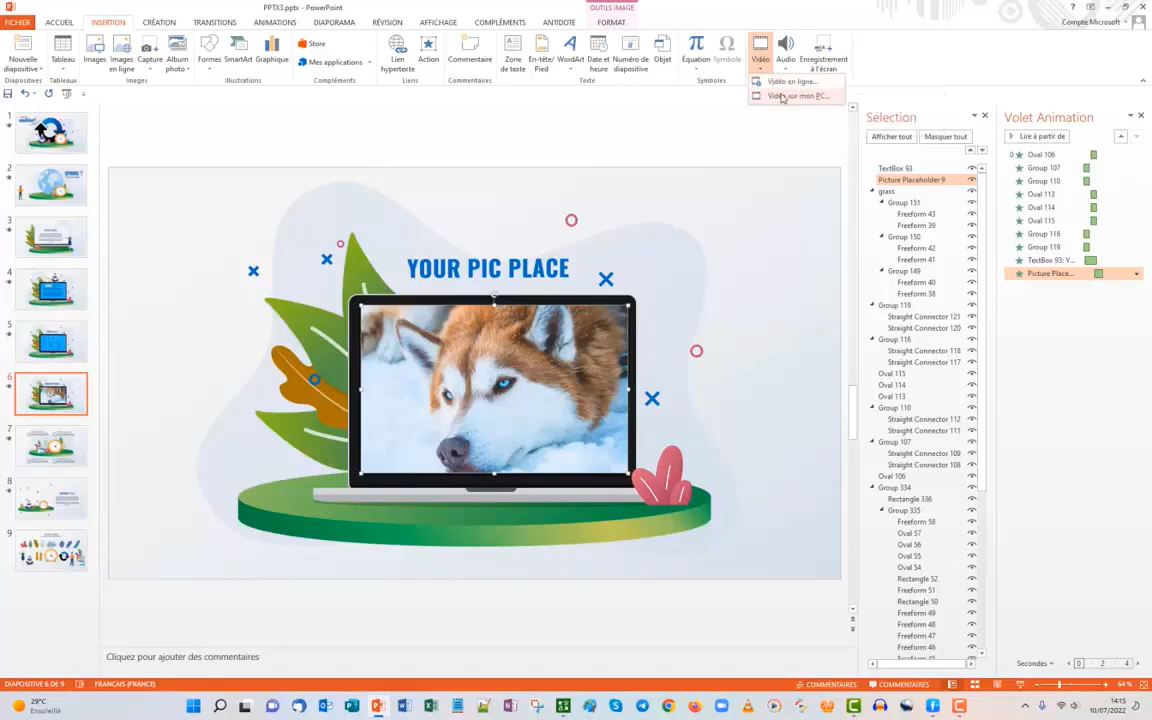 PPTX3.pptx - PowerPoint
OUTILS IMAGE
FICHIER ACCUEIL INSERTION CRÉATION TRANSITIONS ANIMATIONS DIAPORAMA RÉVISION AFFICHAGE COMPLÉMENTS ANTIDOTE FORMAT
Compte Microsoft
Nouvelle diapositive
Tableau
Images
Images en ligne
Capture
Album photo
Formes
SmartArt
Graphique
Store
Mes applications
Lien hypertexte
Action
Commentaire
Zone de texte
En-tête/ Pied
WordArt
Date et heure
Numéro de diapositive
Objet
Équation
Symbole
Vidéo
Audio
Enregistrement à l'écran
Diapositives Tableaux Images Illustrations Compléments Liens Commentaires Texte Symboles
Vidéo en ligne...
Vidéo sur mon PC...
Sélection
Afficher tout Masquer tout
TextBox 93
Picture Placeholder 9
grass
Group 151
Freeform 43
Freeform 39
Group 150
Freeform 42
Freeform 41
Group 149
Freeform 40
Freeform 38
Group 119
Straight Connector 121
Straight Connector 120
Group 116
Straight Connector 118
Straight Connector 117
Oval 115
Oval 114
Oval 113
Group 110
Straight Connector 112
Straight Connector 111
Group 107
Straight Connector 109
Straight Connector 108
Oval 106
Group 334
Rectangle 336
Group 335
Freeform 58
Oval 57
Oval 56
Oval 55
Oval 54
Rectangle 52
Freeform 51
Rectangle 50
Freeform 49
Freeform 48
Freeform 47
Freeform 46
Volet Animation
Lire à partir de
0 Oval 106
Group 107
Group 110
Oval 113
Oval 114
Oval 115
Group 116
Group 119
TextBox 93: Y...
Picture Place...
Secondes 0 2 4
1
2
3
4
5
6
7
8
9
YOUR PIC PLACE
Cliquez pour ajouter des commentaires
DIAPOSITIVE 6 DE 9 FRANÇAIS (FRANCE) COMMENTAIRES COMMENTAIRES 64 %
29°C
Ensoleillé
14:15
10/07/2022